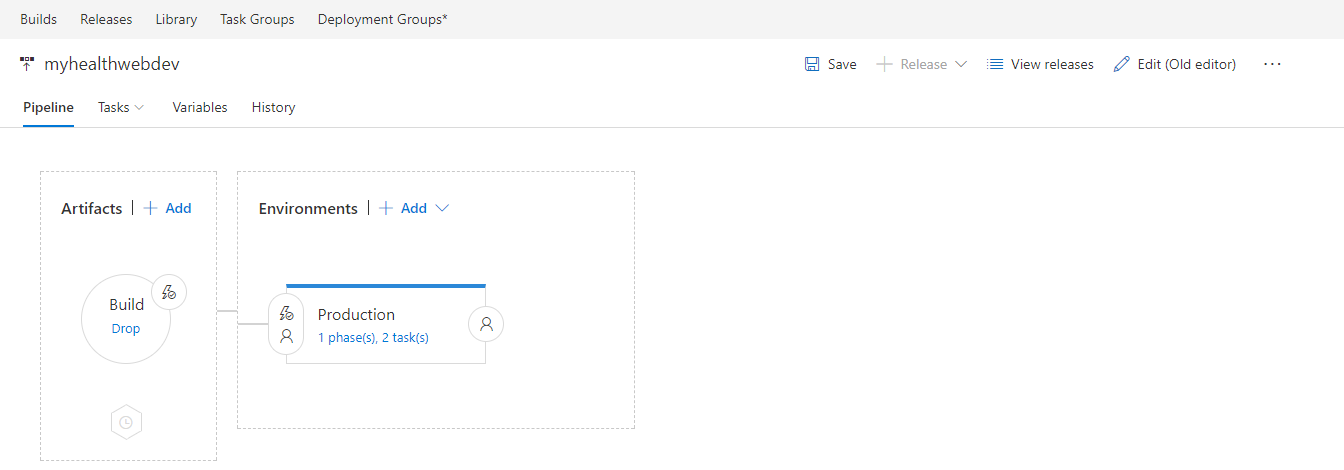 Builds Releases Library Task Groups Deployment Groups*
myhealthwebdev Save Release View releases Edit (Old editor) ...
Pipeline Tasks Variables History
Artifacts | + Add Environments | + Add
Build
Drop
Production
1 phase(s), 2 task(s)